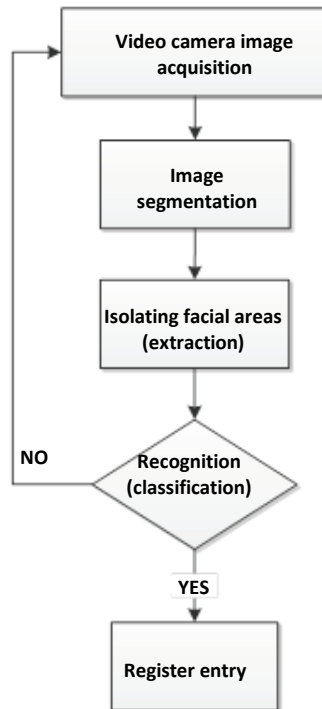 Video camera image
acquisition
Image
segmentation
Isolating facial areas
(extraction)
NO
Recognition
(classification)
YES
Register entry